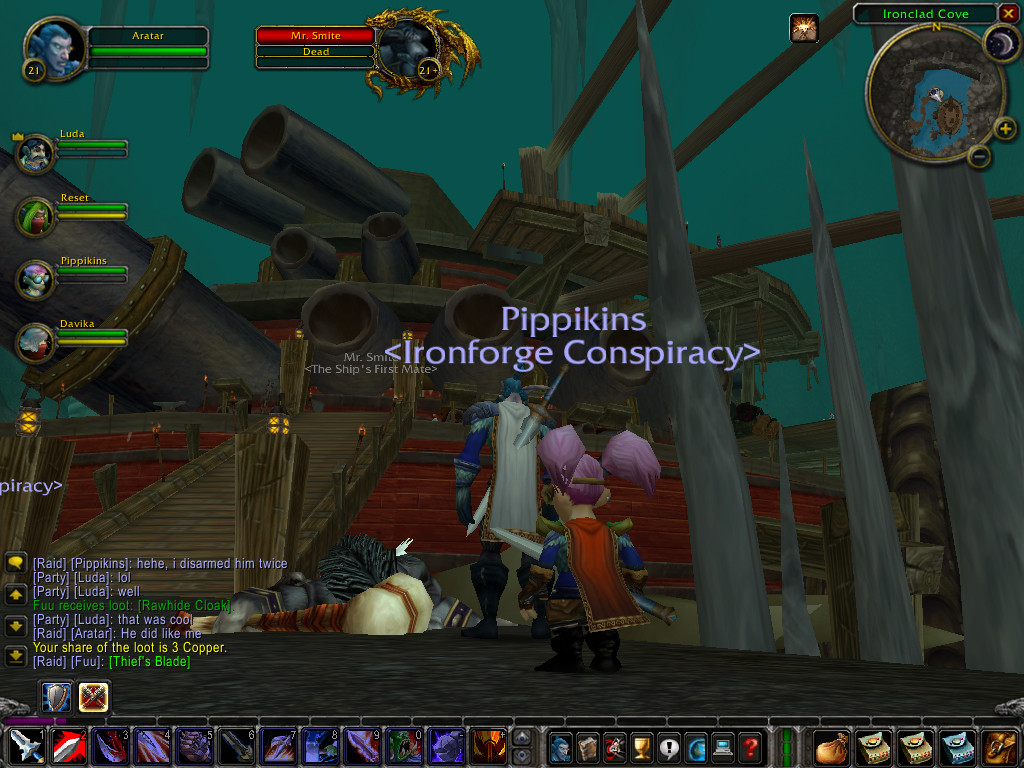 Aratar
21
Mr. Smite
Dead
21+
Ironclad Cove
N
Luda
Reset
Pippikins
Davika
Pippikins
<Ironforge Conspiracy>
Mr. Smite
<The Ship's First Mate>
piracy>
[Raid] [Pippikins]: hehe, i disarmed him twice
[Party] [Luda]: lol
[Party] [Luda]: well
Fuu receives loot: [Rawhide Cloak].
[Party] [Luda]: that was cool
[Raid] [Aratar]: He did like me
Your share of the loot is 3 Copper.
[Raid] [Fuu]: [Thief's Blade]
3 4 5 6 7 8 9 0 - +